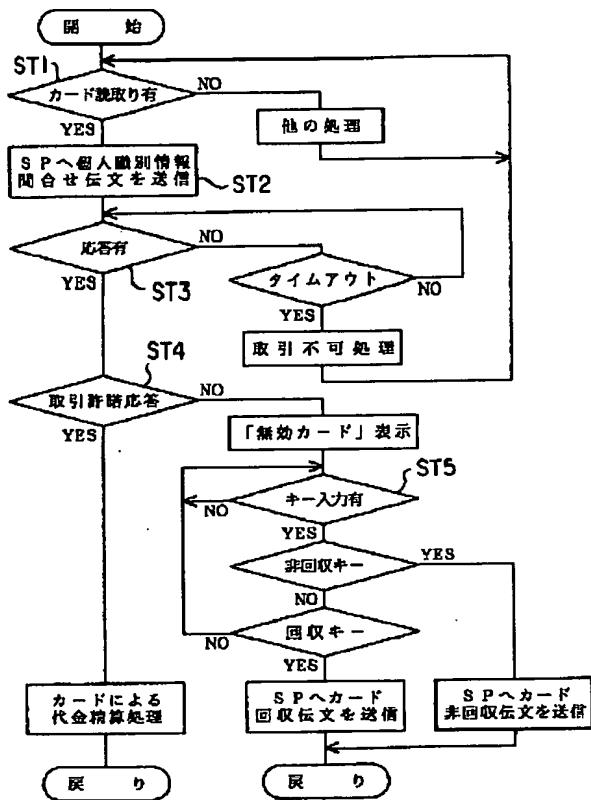 開 始
ST1
カード読取り有
NO
YES
他の処理
SPへ個人識別情報
問合せ伝文を送信
ST2
応答有
NO
YES
ST3
タイムアウト
NO
YES
取引不可処理
ST4
取引許諾応答
NO
YES
「無効カード」表示
ST5
キー入力有
NO
YES
非回収キー
YES
NO
回収キー
NO
YES
カードによる
代金精算処理
SPへカード
回収伝文を送信
SPへカード
非回収伝文を送信
戻 り
戻 り